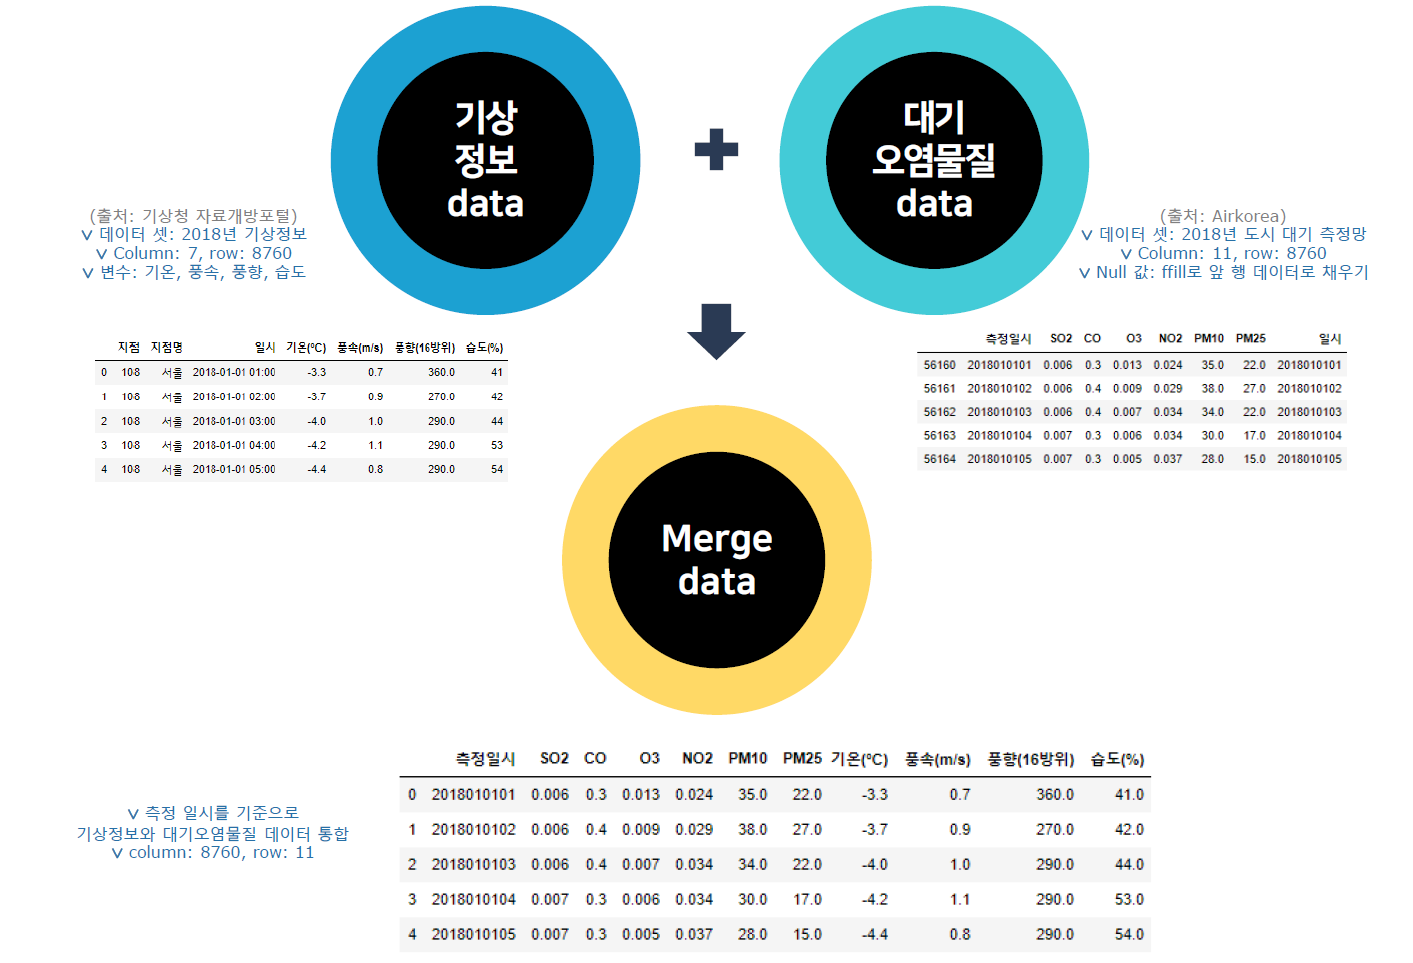 기상
정보
data
대기
오염물질
data
(출처: 기상청 자료개방포털)
∨ 데이터 셋: 2018년 기상정보
∨ Column: 7, row: 8760
∨ 변수: 기온, 풍속, 풍향, 습도
(출처: Airkorea)
∨ 데이터 셋: 2018년 도시 대기 측정망
∨ Column: 11, row: 8760
∨ Null 값: ffill로 앞 행 데이터로 채우기
지점 지점명 일시 기온(°C) 풍속(m/s) 풍향(16방위) 습도(%)
0 108 서울 2018-01-01 01:00 -3.3 0.7 360.0 41
1 108 서울 2018-01-01 02:00 -3.7 0.9 270.0 42
2 108 서울 2018-01-01 03:00 -4.0 1.0 290.0 44
3 108 서울 2018-01-01 04:00 -4.2 1.1 290.0 53
4 108 서울 2018-01-01 05:00 -4.4 0.8 290.0 54
측정일시 SO2 CO O3 NO2 PM10 PM25 일시
56160 2018010101 0.006 0.3 0.013 0.024 35.0 22.0 2018010101
56161 2018010102 0.006 0.4 0.009 0.029 38.0 27.0 2018010102
56162 2018010103 0.006 0.4 0.007 0.034 34.0 22.0 2018010103
56163 2018010104 0.007 0.3 0.006 0.034 30.0 17.0 2018010104
56164 2018010105 0.007 0.3 0.005 0.037 28.0 15.0 2018010105
Merge
data
∨ 측정 일시를 기준으로
기상정보와 대기오염물질 데이터 통합
∨ column: 8760, row: 11
측정일시 SO2 CO O3 NO2 PM10 PM25 기온(°C) 풍속(m/s) 풍향(16방위) 습도(%)
0 2018010101 0.006 0.3 0.013 0.024 35.0 22.0 -3.3 0.7 360.0 41.0
1 2018010102 0.006 0.4 0.009 0.029 38.0 27.0 -3.7 0.9 270.0 42.0
2 2018010103 0.006 0.4 0.007 0.034 34.0 22.0 -4.0 1.0 290.0 44.0
3 2018010104 0.007 0.3 0.006 0.034 30.0 17.0 -4.2 1.1 290.0 53.0
4 2018010105 0.007 0.3 0.005 0.037 28.0 15.0 -4.4 0.8 290.0 54.0